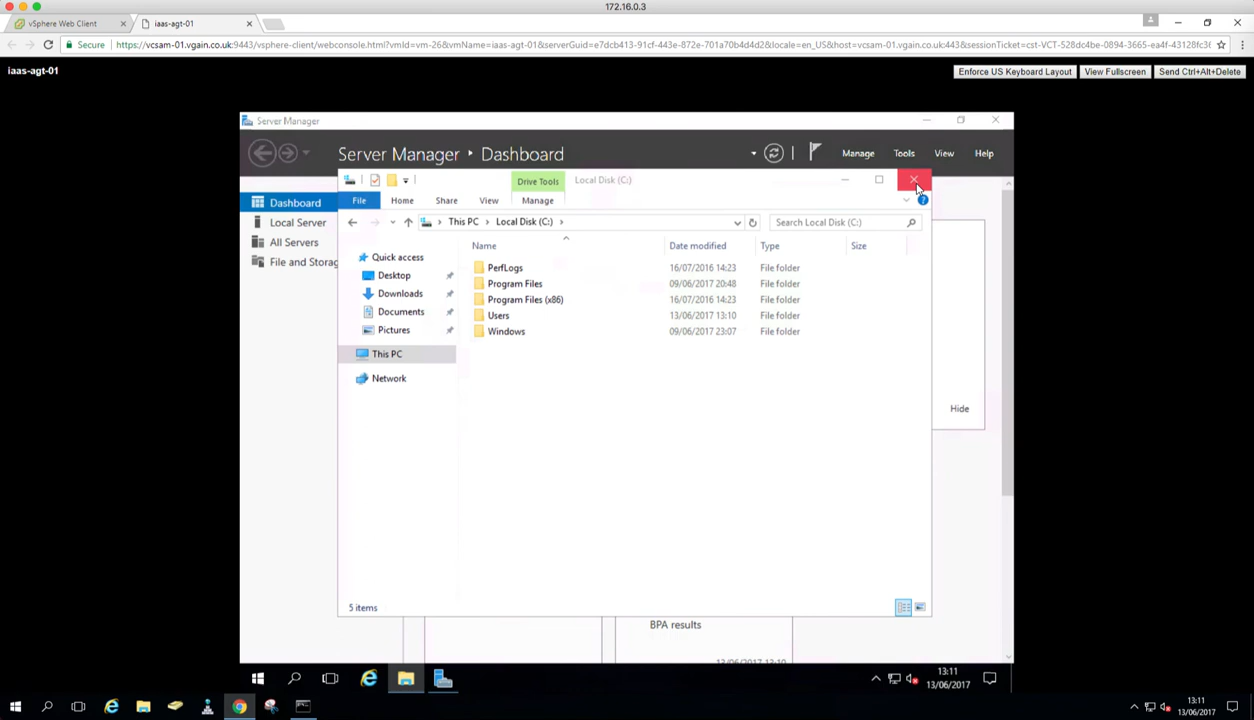 172.16.0.3
vSphere Web Client
iaas-agt-01
Secure
https://vcsam-01.vgain.co.uk:9443/vsphere-client/webconsole.html?vmId=vm-26&vmName=iaas-agt-01&serverGuid=e7dcb413-91cf-443e-872e-701a70b4d4d2&locale=en_US&host=vcsam-01.vgain.co.uk:443&sessionTicket=cst-VCT-528dc4be-0894-3665-ea4f-43128fc3
iaas-agt-01
Enforce US Keyboard Layout
View Fullscreen
Send Ctrl+Alt+Delete
Server Manager
Server Manager • Dashboard
Manage
Tools
View
Help
Drive Tools
Local Disk (C:)
File
Home
Share
View
Manage
This PC
Local Disk (C:)
Search Local Disk (C:)
Dashboard
Local Server
All Servers
File and Storag
Name
Date modified
Type
Size
Quick access
Desktop
Downloads
Documents
Pictures
This PC
Network
PerfLogs 16/07/2016 14:23 File folder
Program Files 09/06/2017 20:48 File folder
Program Files (x86) 16/07/2016 14:23 File folder
Users 13/06/2017 13:10 File folder
Windows 09/06/2017 23:07 File folder
Hide
5 items
BPA results
13/06/2017 13:10
13:11
13/06/2017
13:11
13/06/2017